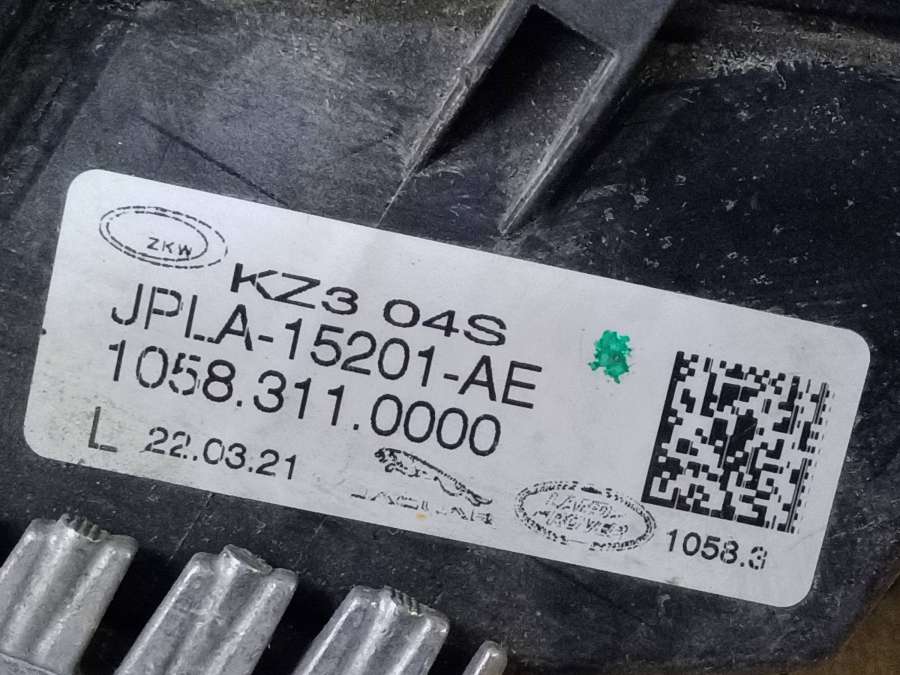 ZKW
KZ3 04S
JPLA-15201-AE
1058.311.0000
L 22.03.21
JAGUAR
LAND ROVER
1058.3